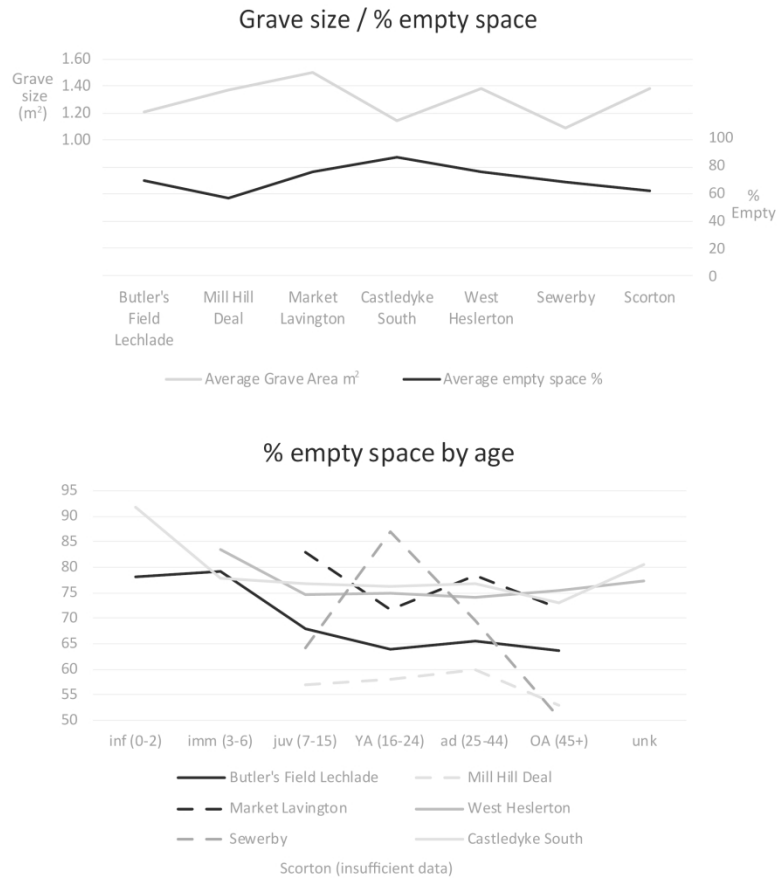 Grave size / % empty space
Grave
size
(m²)
1.60
1.40
1.20
1.00
100
80
60
40
20
0
%
Empty
Butler's
Field
Lechlade
Mill Hill
Deal
Market
Lavington
Castledyke
South
West
Heslerton
Sewerby
Scorton
Average Grave Area m²
Average empty space %
% empty space by age
95
90
85
80
75
70
65
60
55
50
inf (0-2)
imm (3-6)
juv (7-15)
YA (16-24)
ad (25-44)
OA (45+)
unk
Butler's Field Lechlade
Mill Hill Deal
Market Lavington
West Heslerton
Sewerby
Castledyke South
Scorton (insufficient data)